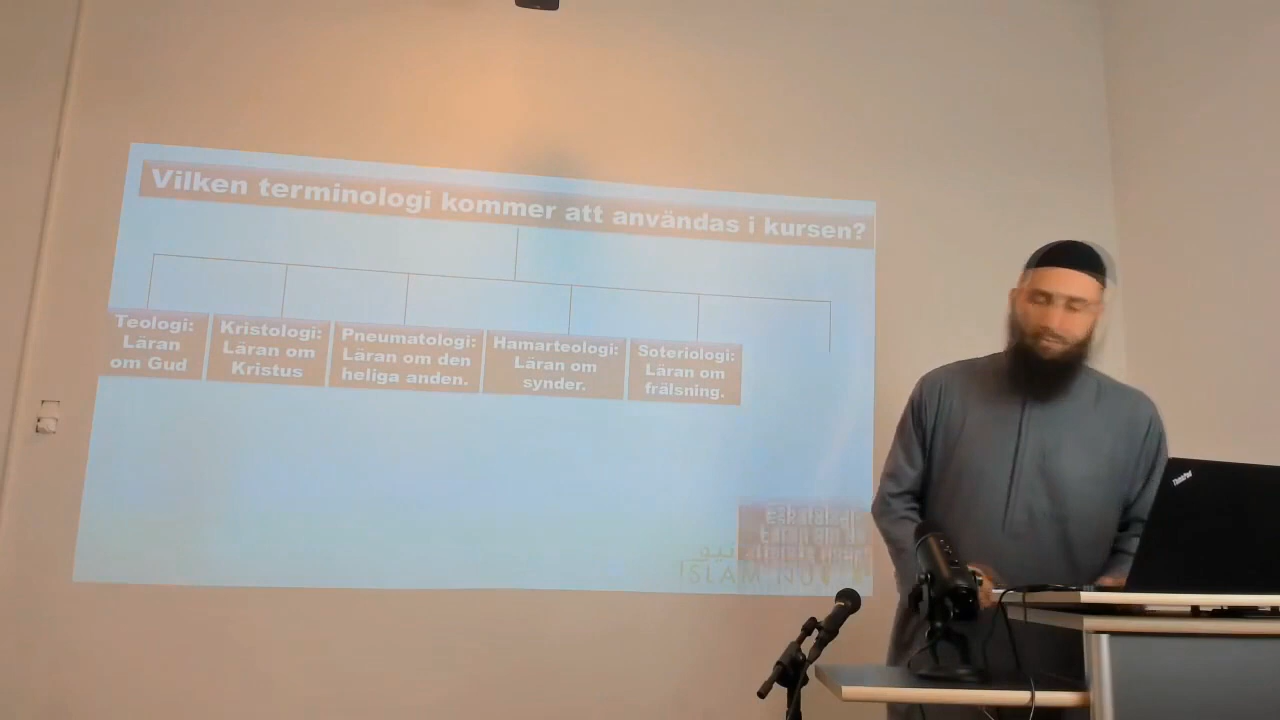 Vilken terminologi kommer att användas i kursen?
Teologi:
Läran
om Gud
Kristologi:
Läran om
Kristus
Pneumatologi:
Läran om den
heliga anden.
Hamarteologi:
Läran om
synder.
Soteriologi:
Läran om
frälsning.
ISLAM NU
ThinkPad